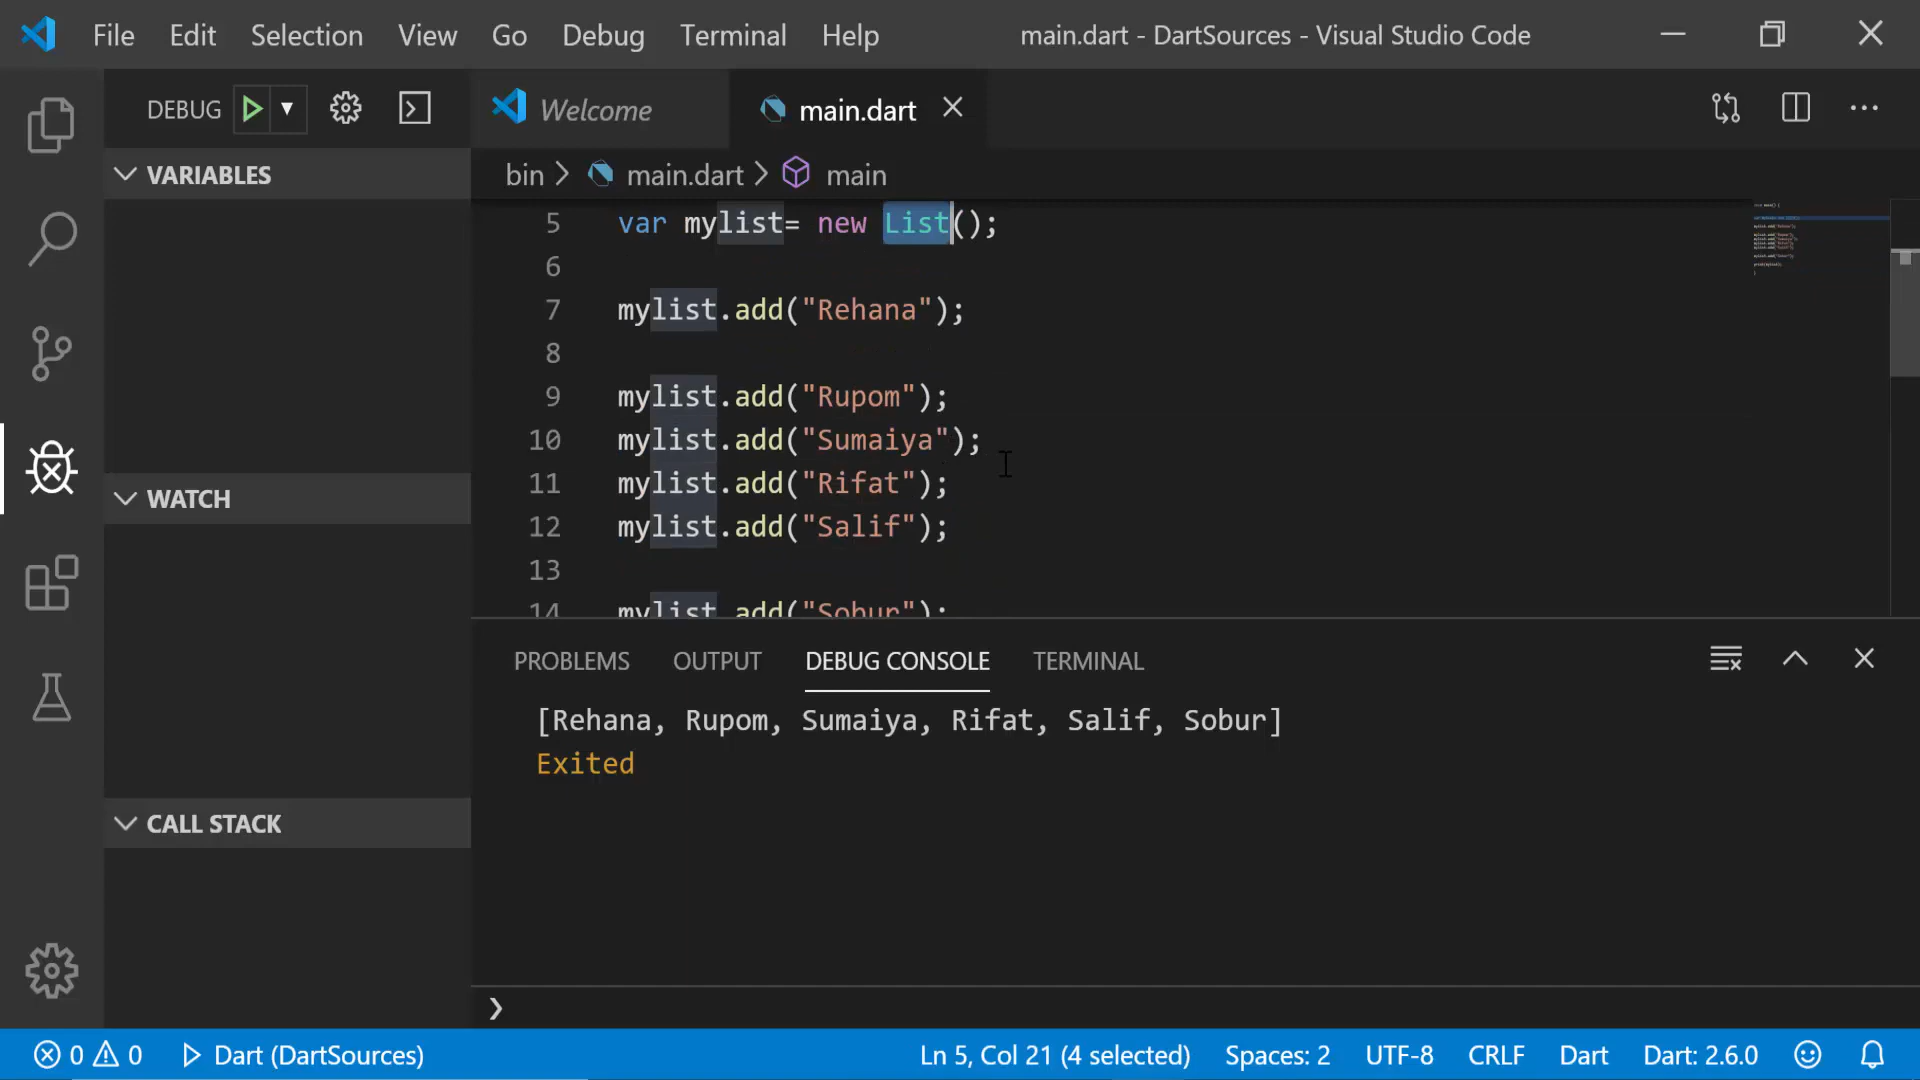 File Edit Selection View Go Debug Terminal Help main.dart - DartSources - Visual Studio Code
DEBUG
Welcome main.dart
bin main.dart main
VARIABLES
5 var mylist= new List();
6
7 mylist.add("Rehana");
8
9 mylist.add("Rupom");
10 mylist.add("Sumaiya");
11 mylist.add("Rifat");
12 mylist.add("Salif");
13
14 mylist.add("Sobur");
WATCH
CALL STACK
PROBLEMS OUTPUT DEBUG CONSOLE TERMINAL
[Rehana, Rupom, Sumaiya, Rifat, Salif, Sobur]
Exited
0 0 Dart (DartSources) Ln 5, Col 21 (4 selected) Spaces: 2 UTF-8 CRLF Dart Dart: 2.6.0